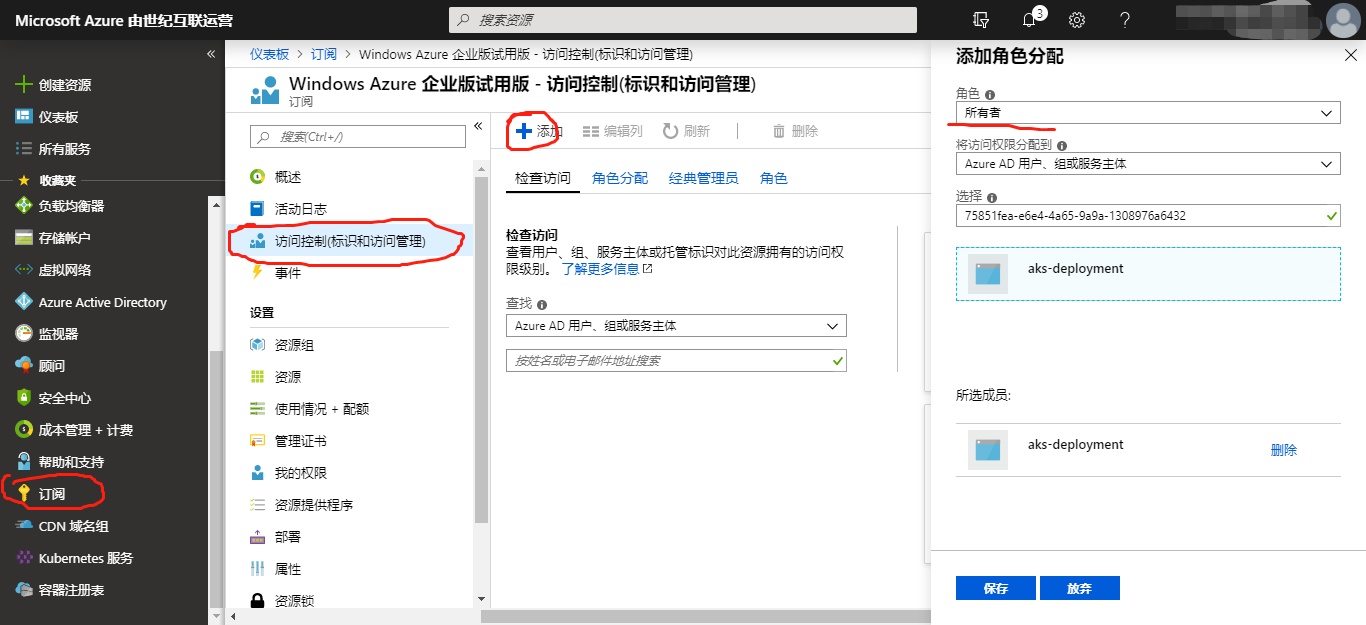 Microsoft Azure 由世纪互联运营
搜索资源
3
创建资源
仪表板
所有服务
收藏夹
负载均衡器
存储帐户
虚拟网络
Azure Active Directory
监视器
顾问
安全中心
成本管理 + 计费
帮助和支持
订阅
CDN 域名组
Kubernetes 服务
容器注册表
仪表板 > 订阅 > Windows Azure 企业版试用版 - 访问控制(标识和访问管理)
Windows Azure 企业版试用版 - 访问控制(标识和访问管理)
订阅
搜索(Ctrl+/)
概述
活动日志
访问控制(标识和访问管理)
事件
设置
资源组
资源
使用情况 + 配额
管理证书
我的权限
资源提供程序
部署
属性
资源锁
添加 编辑列 刷新 删除
检查访问 角色分配 经典管理员 角色
检查访问
查看用户、组、服务主体或托管标识对此资源拥有的访问权
限级别。 了解更多信息
查找
Azure AD 用户、组或服务主体
按姓名或电子邮件地址搜索
添加角色分配
角色
所有者
将访问权限分配到
Azure AD 用户、组或服务主体
选择
75851fea-e6e4-4a65-9a9a-1308976a6432
aks-deployment
所选成员:
aks-deployment 删除
保存 放弃